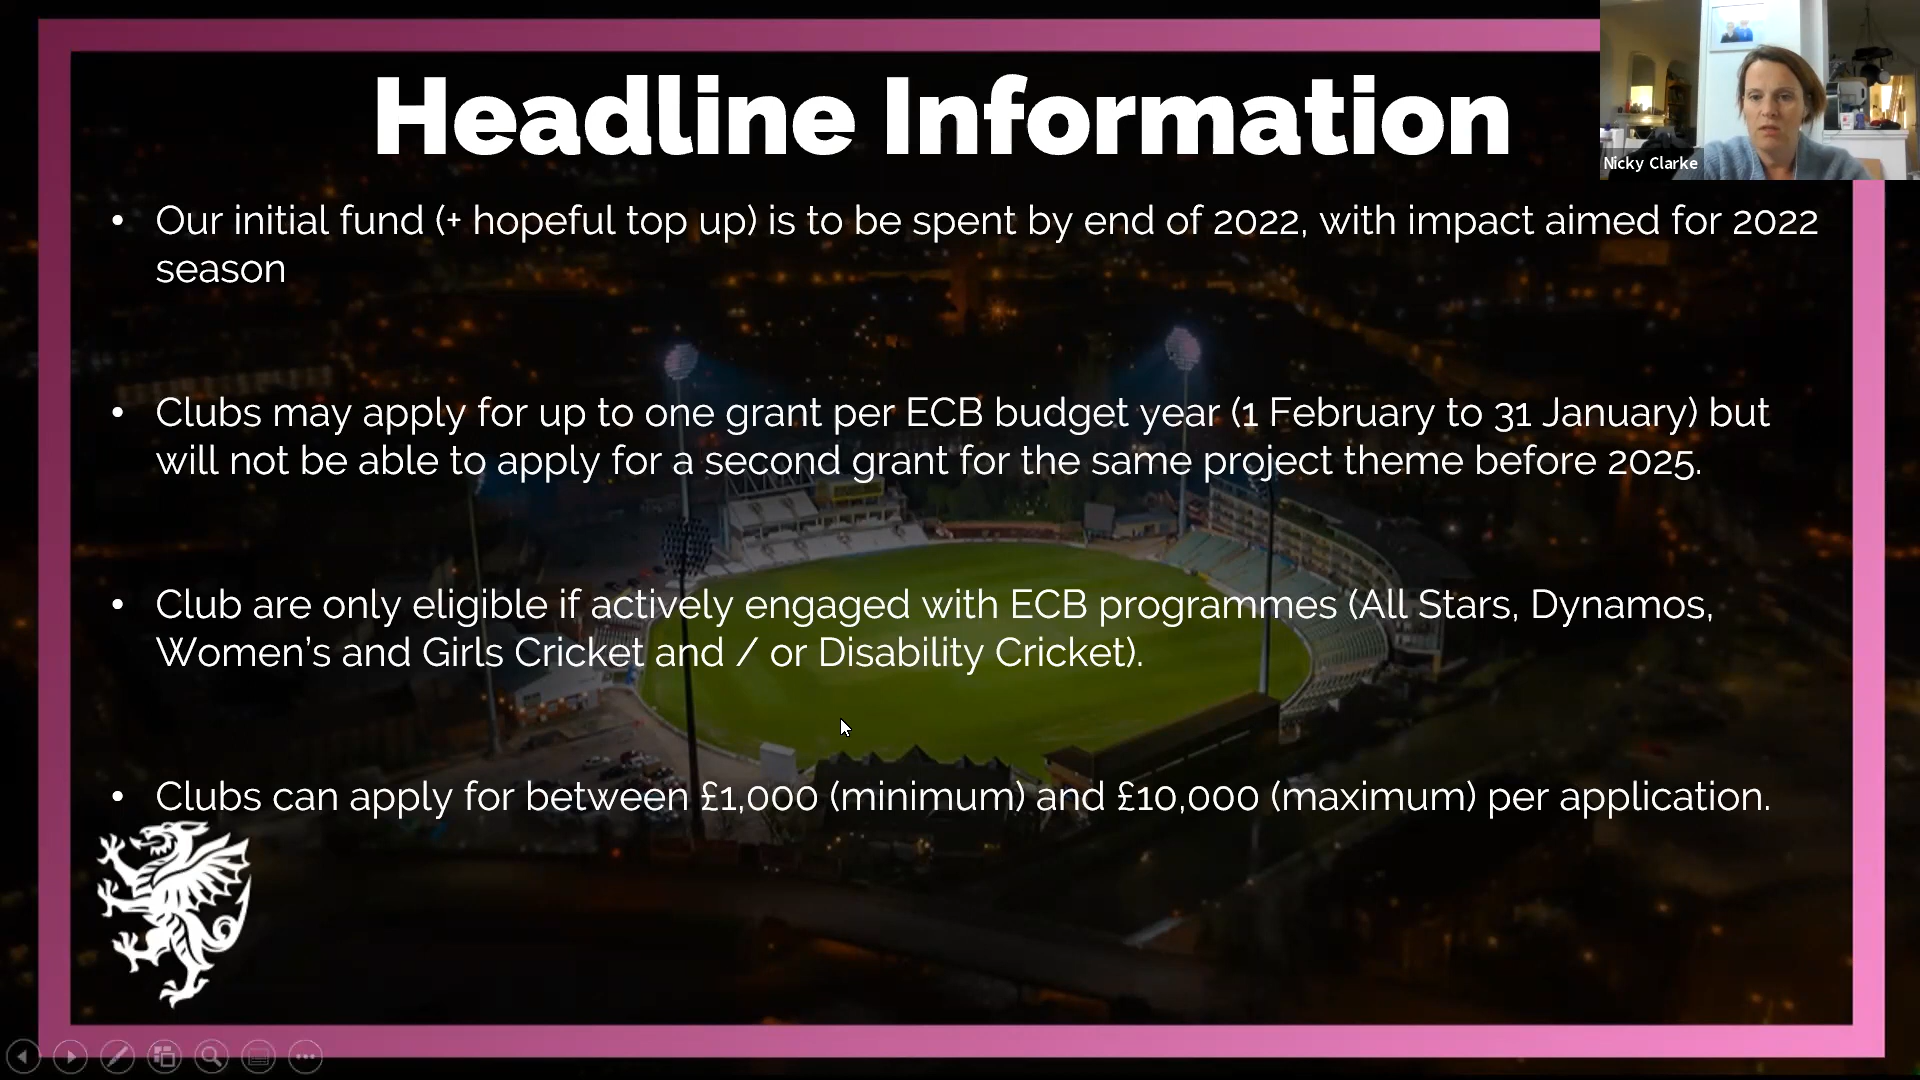 Headline Information
Nicky Clarke
• Our initial fund (+ hopeful top up) is to be spent by end of 2022, with impact aimed for 2022
season
• Clubs may apply for up to one grant per ECB budget year (1 February to 31 January) but
will not be able to apply for a second grant for the same project theme before 2025.
• Club are only eligible if actively engaged with ECB programmes (All Stars, Dynamos,
Women’s and Girls Cricket and / or Disability Cricket).
• Clubs can apply for between £1,000 (minimum) and £10,000 (maximum) per application.